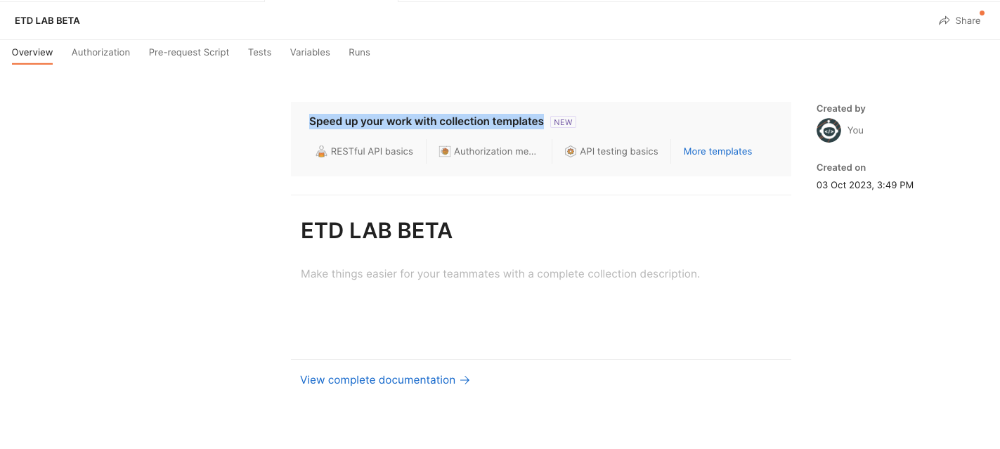 ETD LAB BETA
Share
Overview Authorization Pre-request Script Tests Variables Runs
Speed up your work with collection templates NEW
RESTful API basics Authorization me... API testing basics More templates
Created by
</> You
Created on
03 Oct 2023, 3:49 PM
ETD LAB BETA
Make things easier for your teammates with a complete collection description.
View complete documentation →